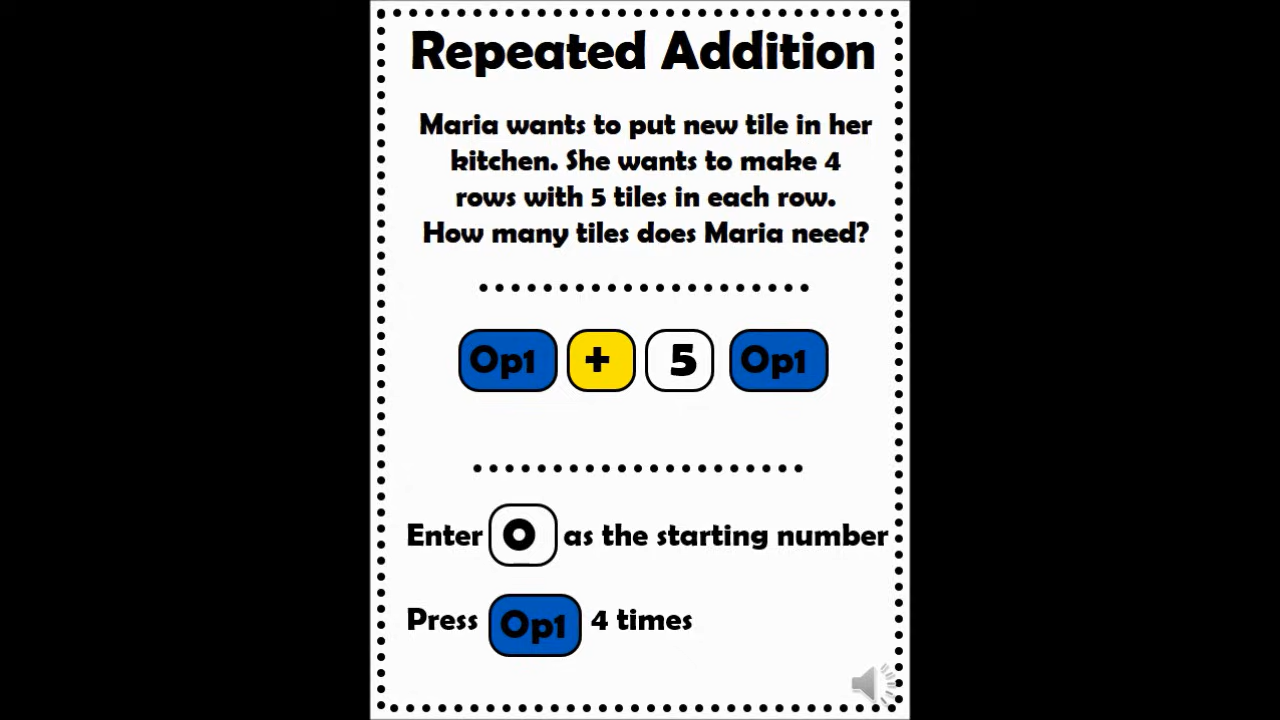 Repeated Addition
Maria wants to put new tile in her
kitchen. She wants to make 4
rows with 5 tiles in each row.
How many tiles does Maria need?
Op1 + 5 Op1
Enter 0 as the starting number
Press Op1 4 times